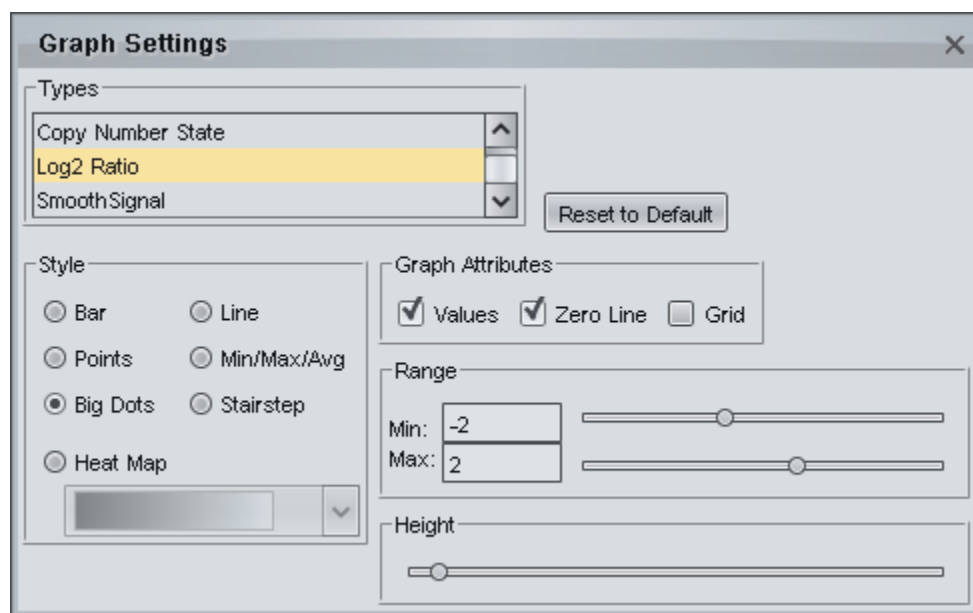 Graph Settings
Types
Copy Number State
Log2 Ratio
SmoothSignal
Reset to Default
Style
Bar
Line
Points
Min/Max/Avg
Big Dots
Stairstep
Heat Map
Graph Attributes
Values
Zero Line
Grid
Range
Min: -2
Max: 2
Height